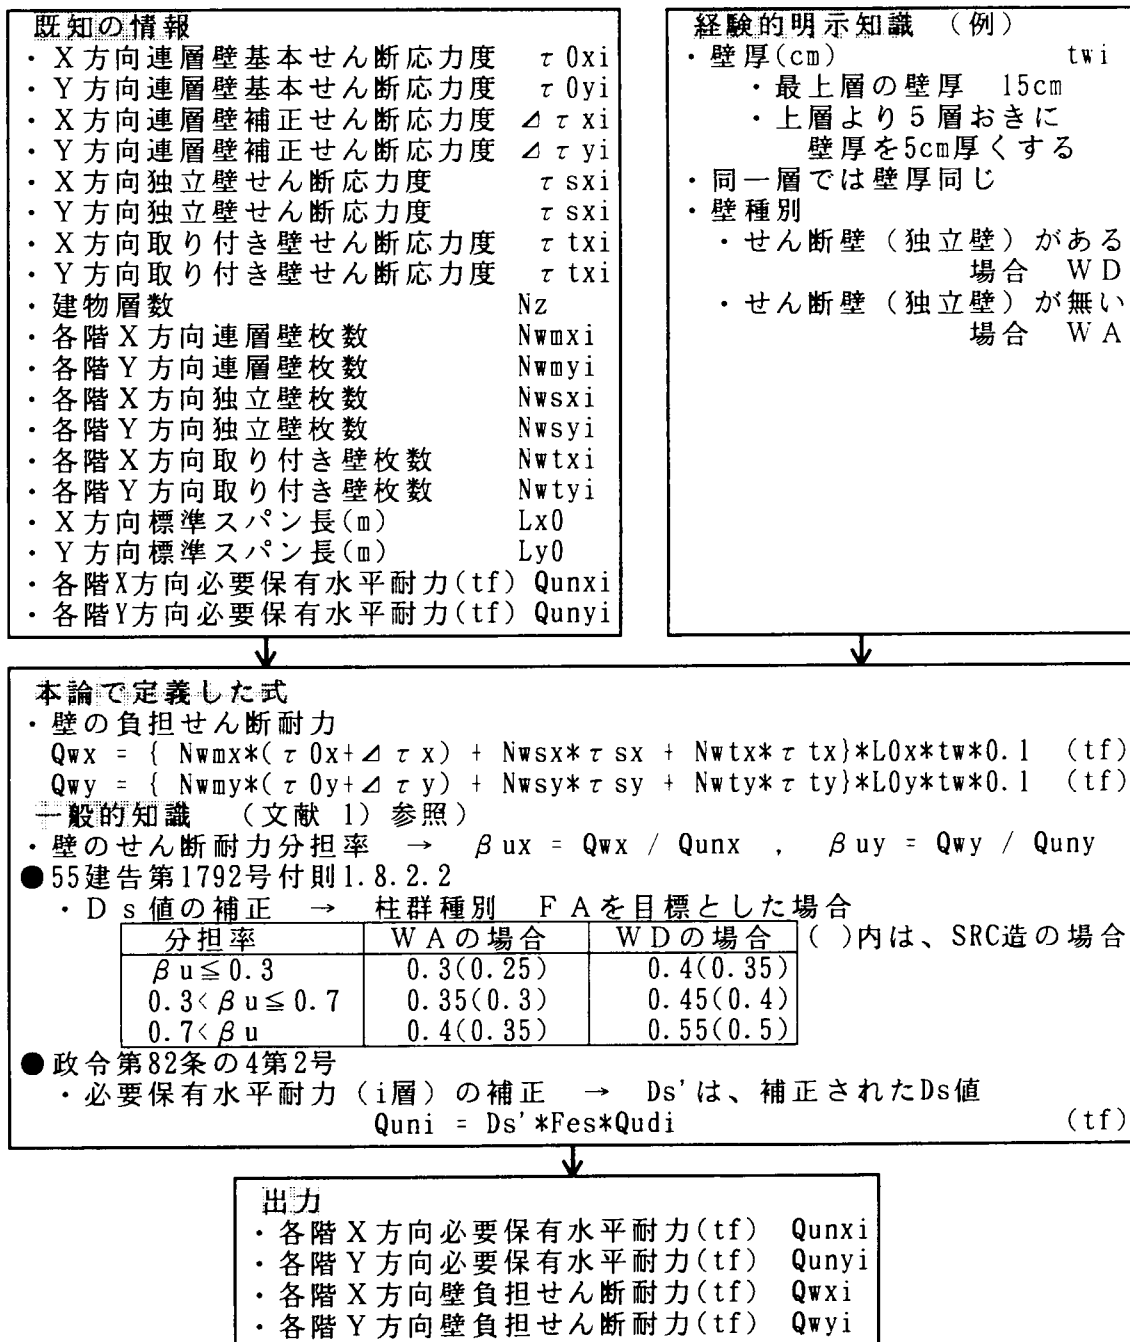 既知の情報
・X方向連層壁基本せん断応力度 τ0xi
・Y方向連層壁基本せん断応力度 τ0yi
・X方向連層壁補正せん断応力度 ⊿τxi
・Y方向連層壁補正せん断応力度 ⊿τyi
・X方向独立壁せん断応力度 τsxi
・Y方向独立壁せん断応力度 τsxi
・X方向取り付き壁せん断応力度 τtxi
・Y方向取り付き壁せん断応力度 τtxi
・建物層数 Nz
・各階X方向連層壁枚数 Nwmxi
・各階Y方向連層壁枚数 Nwmyi
・各階X方向独立壁枚数 Nwsxi
・各階Y方向独立壁枚数 Nwsyi
・各階X方向取り付き壁枚数 Nwtxi
・各階Y方向取り付き壁枚数 Nwtyi
・X方向標準スパン長(m) Lx0
・Y方向標準スパン長(m) Ly0
・各階X方向必要保有水平耐力(tf) Qunxi
・各階Y方向必要保有水平耐力(tf) Qunyi
経験的明示知識 (例)
・壁厚(cm) twi
・最上層の壁厚 15cm
・上層より5層おきに
壁厚を5cm厚くする
・同一層では壁厚同じ
・壁種別
・せん断壁(独立壁)がある
場合 WD
・せん断壁(独立壁)が無い
場合 WA
本論で定義した式
・壁の負担せん断耐力
Qwx = { Nwmx*(τ0x+⊿τx) + Nwsx*τsx + Nwtx*τtx}*L0x*tw*0.1 (tf)
Qwy = { Nwmy*(τ0y+⊿τy) + Nwsy*τsy + Nwty*τty}*L0y*tw*0.1 (tf)
一般的知識 (文献 1)参照)
・壁のせん断耐力分担率 → βux = Qwx / Qunx , βuy = Qwy / Quny
●55建告第1792号付則1.8.2.2
・Ds値の補正 → 柱群種別 FAを目標とした場合
分担率 WAの場合 WDの場合 ( )内は、SRC造の場合
βu≦0.3 0.3(0.25) 0.4(0.35)
0.3<βu≦0.7 0.35(0.3) 0.45(0.4)
0.7<βu 0.4(0.35) 0.55(0.5)
●政令第82条の4第2号
・必要保有水平耐力(i層)の補正 → Ds'は、補正されたDs値
Quni = Ds'*Fes*Qudi (tf)
出力
・各階X方向必要保有水平耐力(tf) Qunxi
・各階Y方向必要保有水平耐力(tf) Qunyi
・各階X方向壁負担せん断耐力(tf) Qwxi
・各階Y方向壁負担せん断耐力(tf) Qwyi